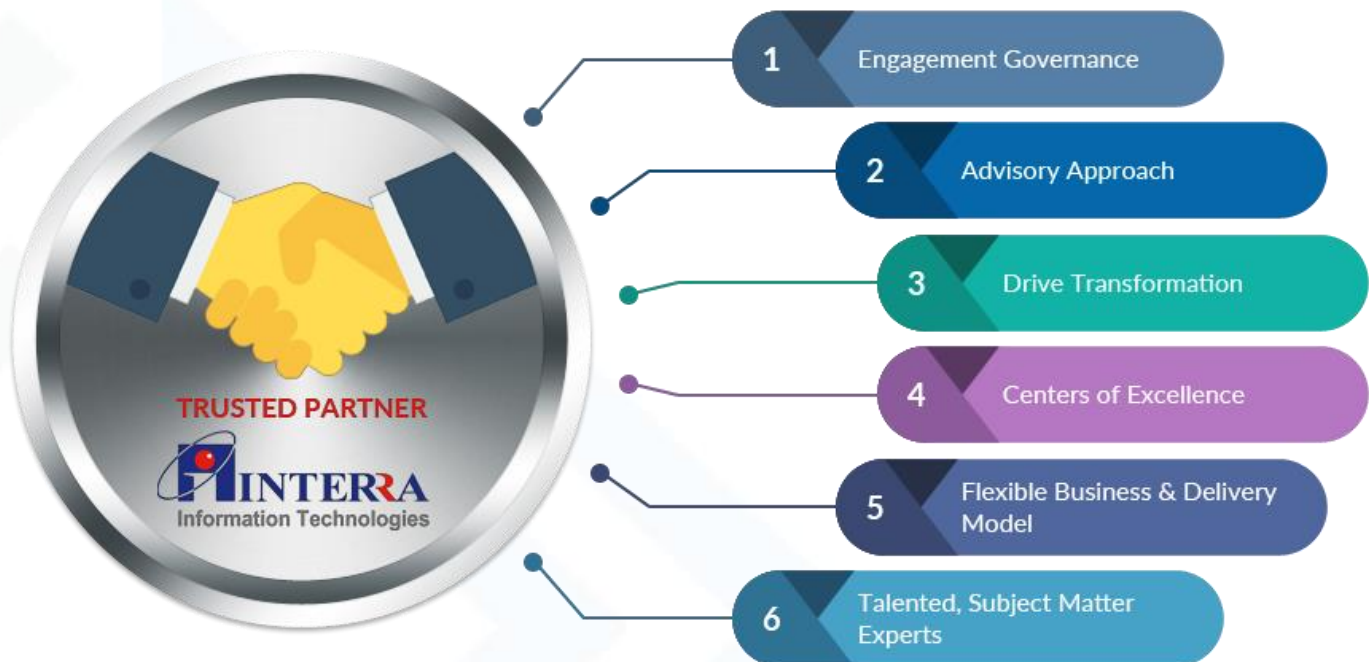 TRUSTED PARTNER
INTERRA
Information Technologies
1
Engagement Governance
2
Advisory Approach
3
Drive Transformation
4
Centers of Excellence
5
Flexible Business & Delivery
Model
6
Talented, Subject Matter
Experts